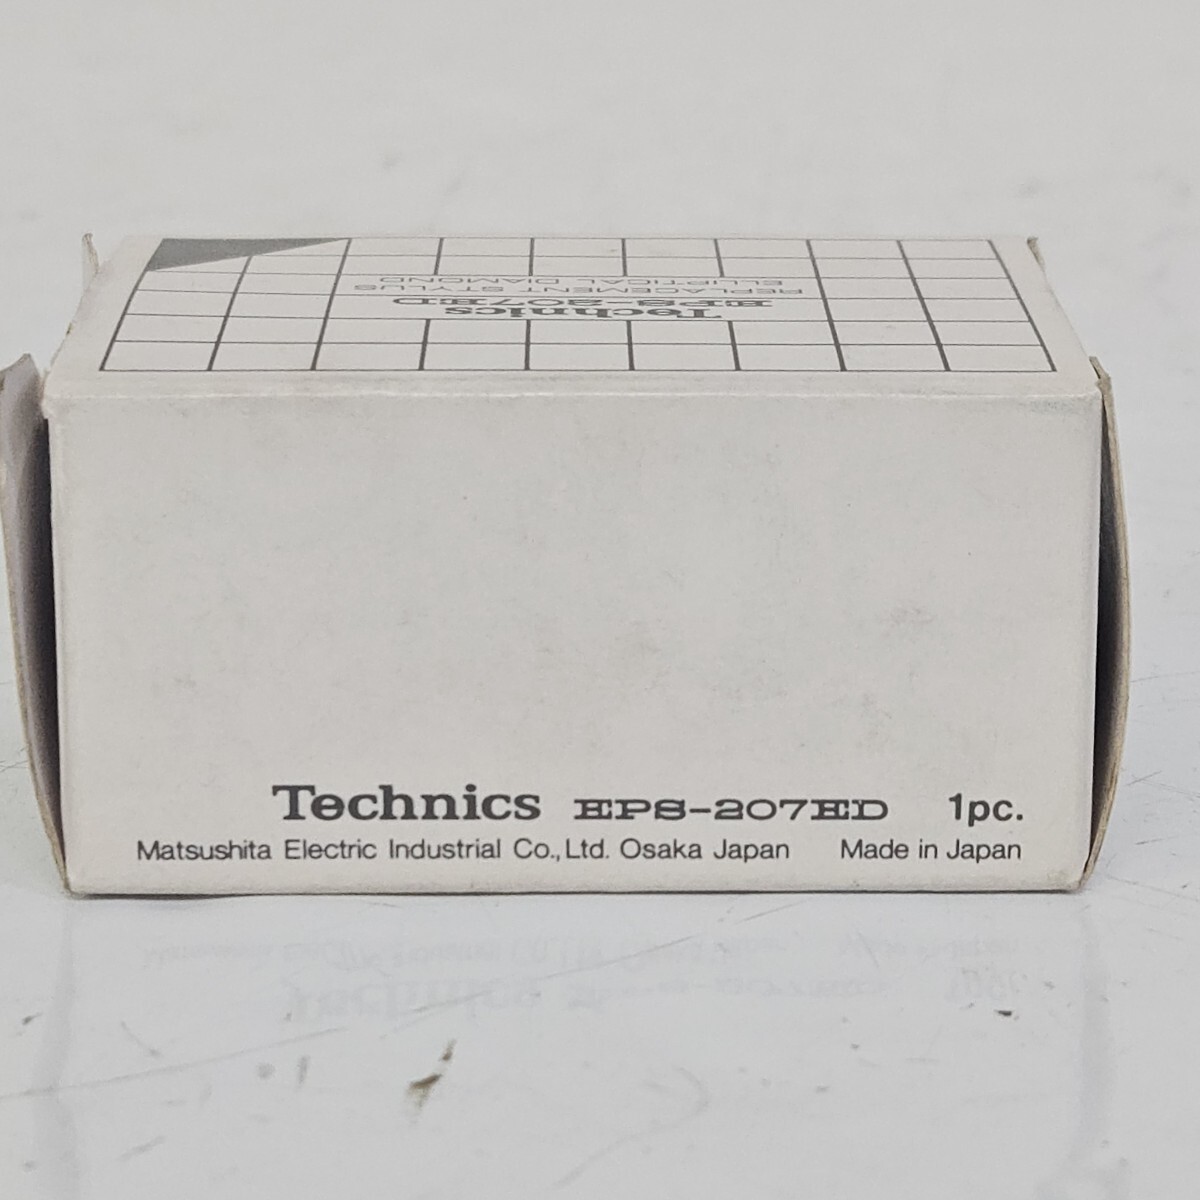 Technics
EPS-207ED
REPLACEMENT STYLUS
ELLIPTICAL DIAMOND
Technics EPS-207ED 1pc.
Matsushita Electric Industrial Co., Ltd. Osaka Japan Made in Japan